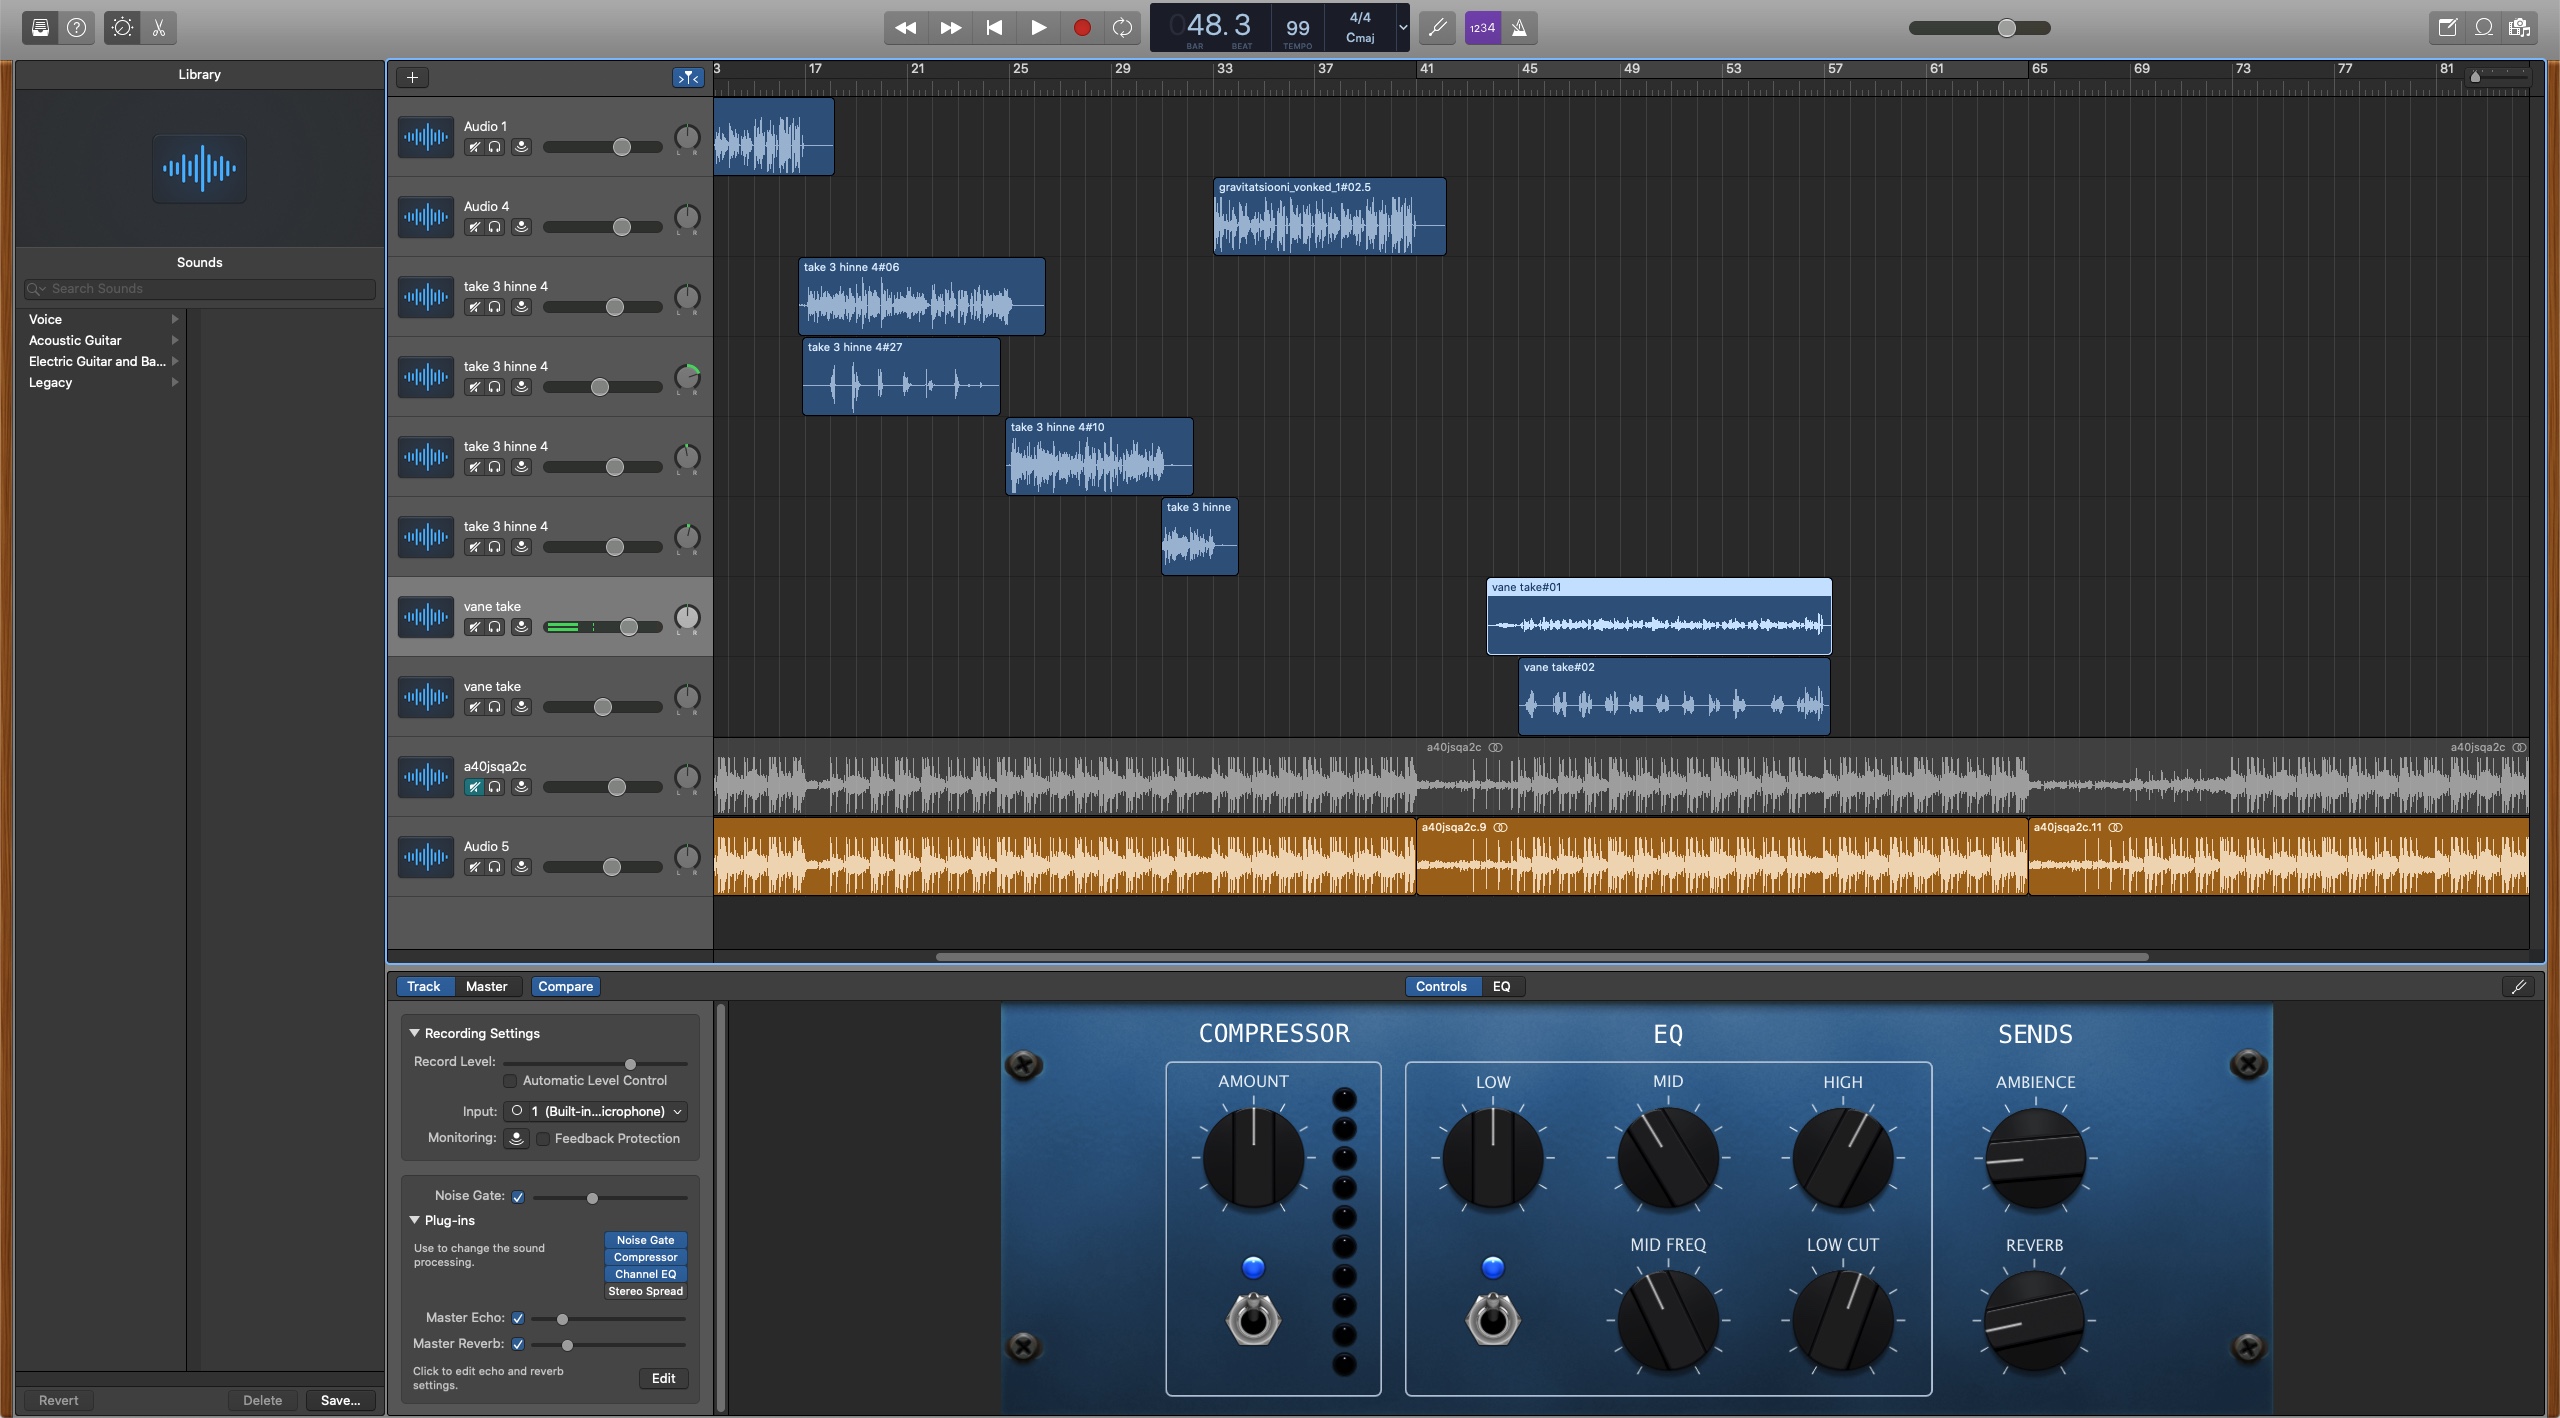 048.3
BAR BEAT
99
TEMPO
4/4
Cmaj
1234
Library
Sounds
Search Sounds
Voice
Acoustic Guitar
Electric Guitar and Ba...
Legacy
Revert
Delete
Save...
3 17 21 25 29 33 37 41 45 49 53 57 61 65 69 73 77 81
Audio 1
L R
Audio 4
L R
gravitatsiooni_vonked_1#02.5
take 3 hinne 4
L R
take 3 hinne 4#06
take 3 hinne 4
L R
take 3 hinne 4#27
take 3 hinne 4
L R
take 3 hinne 4#10
take 3 hinne 4
L R
take 3 hinne
vane take
L R
vane take#01
vane take
L R
vane take#02
a40jsqa2c
L R
a40jsqa2c
a40jsqa2c
Audio 5
L R
a40jsqa2c.9
a40jsqa2c.11
Track
Master
Compare
Controls
EQ
Recording Settings
Record Level:
Automatic Level Control
Input: 1 (Built-in...icrophone)
Monitoring: Feedback Protection
Noise Gate:
Plug-ins
Use to change the sound
processing.
Noise Gate
Compressor
Channel EQ
Stereo Spread
Master Echo:
Master Reverb:
Click to edit echo and reverb
settings.
Edit
COMPRESSOR
AMOUNT
EQ
LOW
MID
HIGH
MID FREQ
LOW CUT
SENDS
AMBIENCE
REVERB